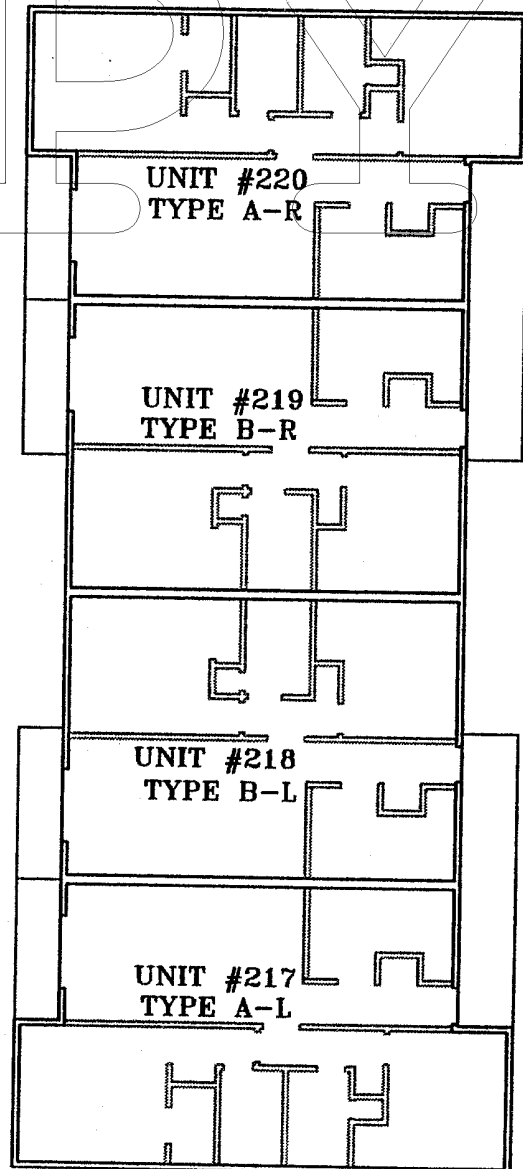 UNIT #220
TYPE A-R
UNIT #219
TYPE B-R
UNIT #218
TYPE B-L
UNIT #217
TYPE A-L